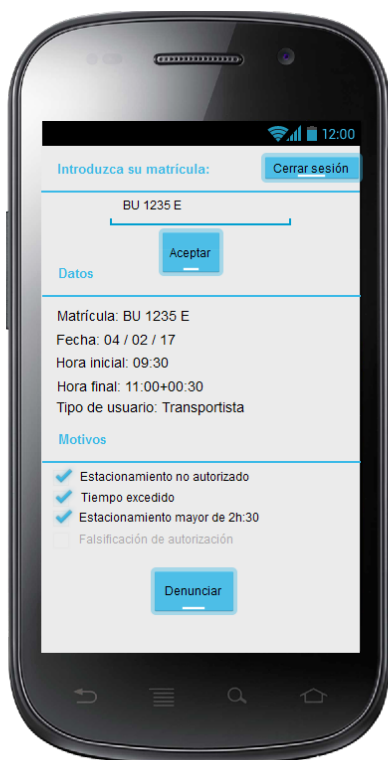 12:00
Introduzca su matrícula:
Cerrar sesión
BU 1235 E
Aceptar
Datos
Matrícula: BU 1235 E
Fecha: 04 / 02 / 17
Hora inicial: 09:30
Hora final: 11:00+00:30
Tipo de usuario: Transportista
Motivos
Estacionamiento no autorizado
Tiempo excedido
Estacionamiento mayor de 2h:30
Falsificación de autorización
Denunciar